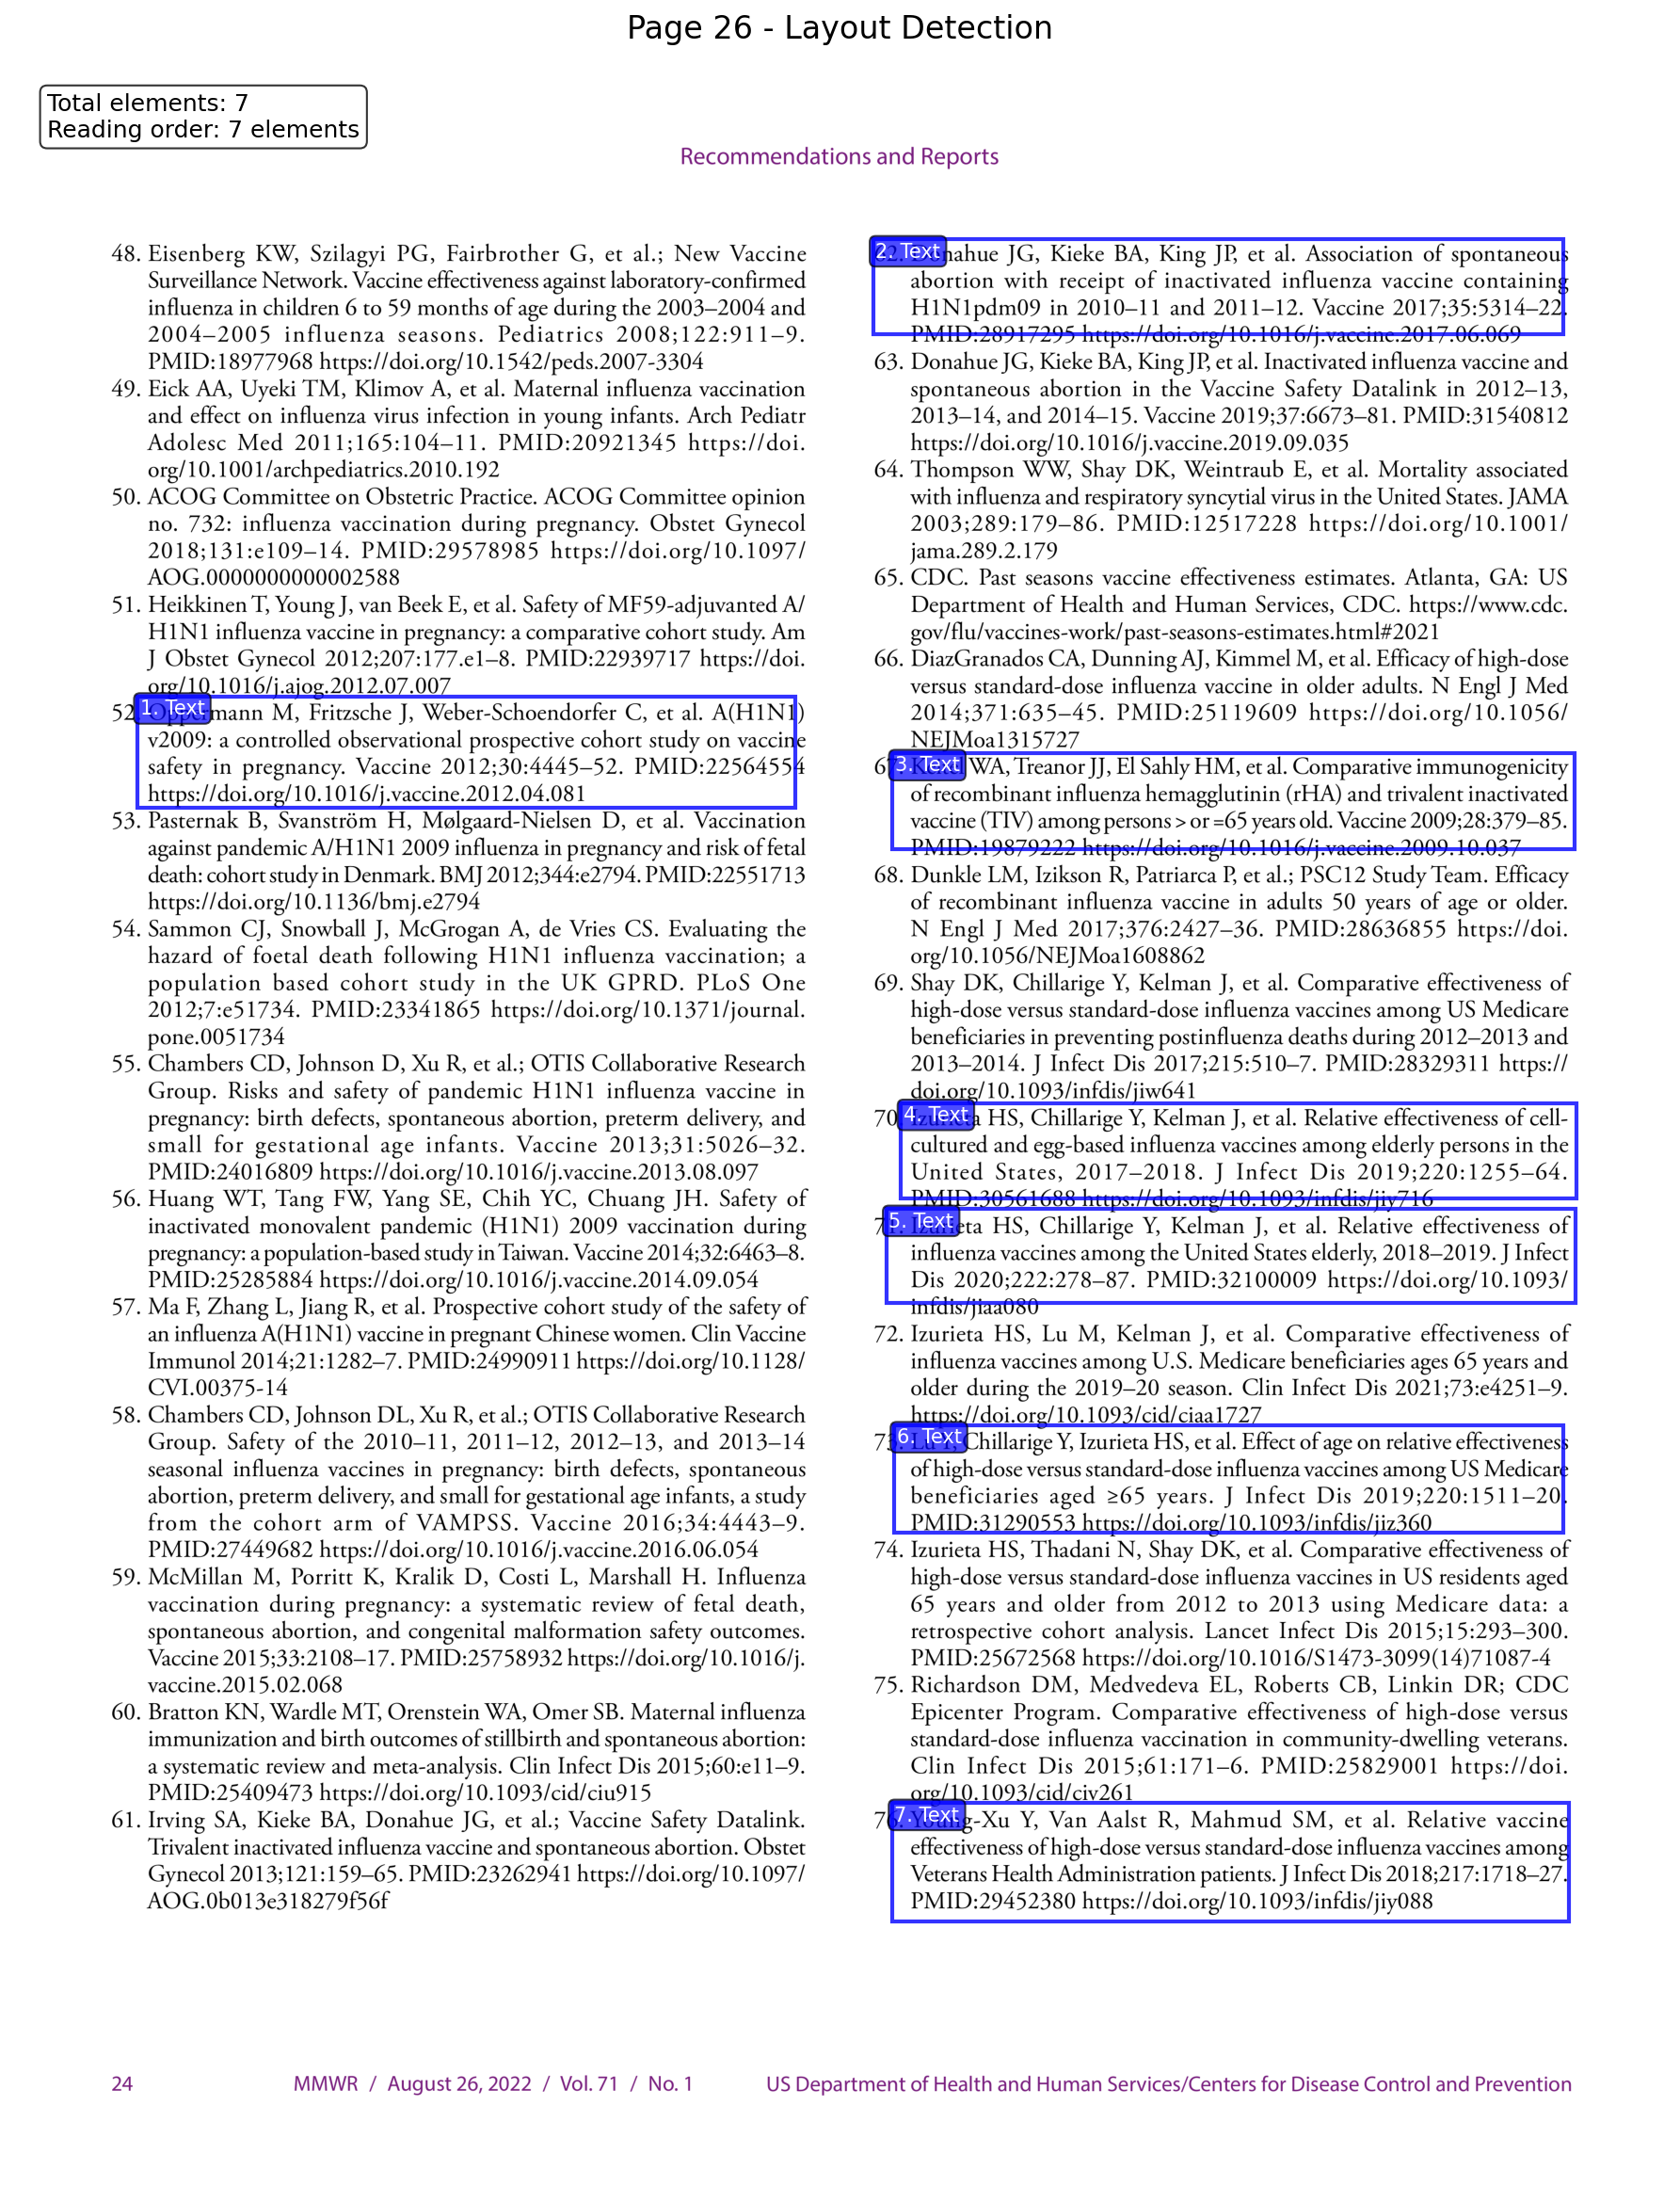 Page 26 - Layout Detection
Total elements: 7
Reading order: 7 elements
Recommendations and Reports
48. Eisenberg KW, Szilagyi PG, Fairbrother G, et al.; New Vaccine
Surveillance Network. Vaccine effectiveness against laboratory-confirmed
influenza in children 6 to 59 months of age during the 2003–2004 and
2004–2005 influenza seasons. Pediatrics 2008;122:911–9.
PMID:18977968 https://doi.org/10.1542/peds.2007-3304
49. Eick AA, Uyeki TM, Klimov A, et al. Maternal influenza vaccination
and effect on influenza virus infection in young infants. Arch Pediatr
Adolesc Med 2011;165:104–11. PMID:20921345 https://doi.
org/10.1001/archpediatrics.2010.192
50. ACOG Committee on Obstetric Practice. ACOG Committee opinion
no. 732: influenza vaccination during pregnancy. Obstet Gynecol
2018;131:e109–14. PMID:29578985 https://doi.org/10.1097/
AOG.0000000000002588
51. Heikkinen T, Young J, van Beek E, et al. Safety of MF59-adjuvanted A/
H1N1 influenza vaccine in pregnancy: a comparative cohort study. Am
J Obstet Gynecol 2012;207:177.e1–8. PMID:22939717 https://doi.
org/10.1016/j.ajog.2012.07.007
1. Text
52. Oppermann M, Fritzsche J, Weber-Schoendorfer C, et al. A(H1N1)
v2009: a controlled observational prospective cohort study on vaccine
safety in pregnancy. Vaccine 2012;30:4445–52. PMID:22564554
https://doi.org/10.1016/j.vaccine.2012.04.081
53. Pasternak B, Svanström H, Mølgaard-Nielsen D, et al. Vaccination
against pandemic A/H1N1 2009 influenza in pregnancy and risk of fetal
death: cohort study in Denmark. BMJ 2012;344:e2794. PMID:22551713
https://doi.org/10.1136/bmj.e2794
54. Sammon CJ, Snowball J, McGrogan A, de Vries CS. Evaluating the
hazard of foetal death following H1N1 influenza vaccination; a
population based cohort study in the UK GPRD. PLoS One
2012;7:e51734. PMID:23341865 https://doi.org/10.1371/journal.
pone.0051734
55. Chambers CD, Johnson D, Xu R, et al.; OTIS Collaborative Research
Group. Risks and safety of pandemic H1N1 influenza vaccine in
pregnancy: birth defects, spontaneous abortion, preterm delivery, and
small for gestational age infants. Vaccine 2013;31:5026–32.
PMID:24016809 https://doi.org/10.1016/j.vaccine.2013.08.097
56. Huang WT, Tang FW, Yang SE, Chih YC, Chuang JH. Safety of
inactivated monovalent pandemic (H1N1) 2009 vaccination during
pregnancy: a population-based study in Taiwan. Vaccine 2014;32:6463–8.
PMID:25285884 https://doi.org/10.1016/j.vaccine.2014.09.054
57. Ma F, Zhang L, Jiang R, et al. Prospective cohort study of the safety of
an influenza A(H1N1) vaccine in pregnant Chinese women. Clin Vaccine
Immunol 2014;21:1282–7. PMID:24990911 https://doi.org/10.1128/
CVI.00375-14
58. Chambers CD, Johnson DL, Xu R, et al.; OTIS Collaborative Research
Group. Safety of the 2010–11, 2011–12, 2012–13, and 2013–14
seasonal influenza vaccines in pregnancy: birth defects, spontaneous
abortion, preterm delivery, and small for gestational age infants, a study
from the cohort arm of VAMPSS. Vaccine 2016;34:4443–9.
PMID:27449682 https://doi.org/10.1016/j.vaccine.2016.06.054
59. McMillan M, Porritt K, Kralik D, Costi L, Marshall H. Influenza
vaccination during pregnancy: a systematic review of fetal death,
spontaneous abortion, and congenital malformation safety outcomes.
Vaccine 2015;33:2108–17. PMID:25758932 https://doi.org/10.1016/j.
vaccine.2015.02.068
60. Bratton KN, Wardle MT, Orenstein WA, Omer SB. Maternal influenza
immunization and birth outcomes of stillbirth and spontaneous abortion:
a systematic review and meta-analysis. Clin Infect Dis 2015;60:e11–9.
PMID:25409473 https://doi.org/10.1093/cid/ciu915
61. Irving SA, Kieke BA, Donahue JG, et al.; Vaccine Safety Datalink.
Trivalent inactivated influenza vaccine and spontaneous abortion. Obstet
Gynecol 2013;121:159–65. PMID:23262941 https://doi.org/10.1097/
AOG.0b013e318279f56f
2. Text
62. Donahue JG, Kieke BA, King JP, et al. Association of spontaneous
abortion with receipt of inactivated influenza vaccine containing
H1N1pdm09 in 2010–11 and 2011–12. Vaccine 2017;35:5314–22.
PMID:28917295 https://doi.org/10.1016/j.vaccine.2017.06.069
63. Donahue JG, Kieke BA, King JP, et al. Inactivated influenza vaccine and
spontaneous abortion in the Vaccine Safety Datalink in 2012–13,
2013–14, and 2014–15. Vaccine 2019;37:6673–81. PMID:31540812
https://doi.org/10.1016/j.vaccine.2019.09.035
64. Thompson WW, Shay DK, Weintraub E, et al. Mortality associated
with influenza and respiratory syncytial virus in the United States. JAMA
2003;289:179–86. PMID:12517228 https://doi.org/10.1001/
jama.289.2.179
65. CDC. Past seasons vaccine effectiveness estimates. Atlanta, GA: US
Department of Health and Human Services, CDC. https://www.cdc.
gov/flu/vaccines-work/past-seasons-estimates.html#2021
66. DiazGranados CA, Dunning AJ, Kimmel M, et al. Efficacy of high-dose
versus standard-dose influenza vaccine in older adults. N Engl J Med
2014;371:635–45. PMID:25119609 https://doi.org/10.1056/
NEJMoa1315727
3. Text
67. Keitel WA, Treanor JJ, El Sahly HM, et al. Comparative immunogenicity
of recombinant influenza hemagglutinin (rHA) and trivalent inactivated
vaccine (TIV) among persons > or =65 years old. Vaccine 2009;28:379–85.
PMID:19879222 https://doi.org/10.1016/j.vaccine.2009.10.037
68. Dunkle LM, Izikson R, Patriarca P, et al.; PSC12 Study Team. Efficacy
of recombinant influenza vaccine in adults 50 years of age or older.
N Engl J Med 2017;376:2427–36. PMID:28636855 https://doi.
org/10.1056/NEJMoa1608862
69. Shay DK, Chillarige Y, Kelman J, et al. Comparative effectiveness of
high-dose versus standard-dose influenza vaccines among US Medicare
beneficiaries in preventing postinfluenza deaths during 2012–2013 and
2013–2014. J Infect Dis 2017;215:510–7. PMID:28329311 https://
doi.org/10.1093/infdis/jiw641
4. Text
70. Izurieta HS, Chillarige Y, Kelman J, et al. Relative effectiveness of cell-
cultured and egg-based influenza vaccines among elderly persons in the
United States, 2017–2018. J Infect Dis 2019;220:1255–64.
PMID:30561688 https://doi.org/10.1093/infdis/jiy716
5. Text
71. Izurieta HS, Chillarige Y, Kelman J, et al. Relative effectiveness of
influenza vaccines among the United States elderly, 2018–2019. J Infect
Dis 2020;222:278–87. PMID:32100009 https://doi.org/10.1093/
infdis/jiaa080
72. Izurieta HS, Lu M, Kelman J, et al. Comparative effectiveness of
influenza vaccines among U.S. Medicare beneficiaries ages 65 years and
older during the 2019–20 season. Clin Infect Dis 2021;73:e4251–9.
https://doi.org/10.1093/cid/ciaa1727
6. Text
73. Lu Y, Chillarige Y, Izurieta HS, et al. Effect of age on relative effectiveness
of high-dose versus standard-dose influenza vaccines among US Medicare
beneficiaries aged ≥65 years. J Infect Dis 2019;220:1511–20.
PMID:31290553 https://doi.org/10.1093/infdis/jiz360
74. Izurieta HS, Thadani N, Shay DK, et al. Comparative effectiveness of
high-dose versus standard-dose influenza vaccines in US residents aged
65 years and older from 2012 to 2013 using Medicare data: a
retrospective cohort analysis. Lancet Infect Dis 2015;15:293–300.
PMID:25672568 https://doi.org/10.1016/S1473-3099(14)71087-4
75. Richardson DM, Medvedeva EL, Roberts CB, Linkin DR; CDC
Epicenter Program. Comparative effectiveness of high-dose versus
standard-dose influenza vaccination in community-dwelling veterans.
Clin Infect Dis 2015;61:171–6. PMID:25829001 https://doi.
org/10.1093/cid/civ261
7. Text
76. Young-Xu Y, Van Aalst R, Mahmud SM, et al. Relative vaccine
effectiveness of high-dose versus standard-dose influenza vaccines among
Veterans Health Administration patients. J Infect Dis 2018;217:1718–27.
PMID:29452380 https://doi.org/10.1093/infdis/jiy088
24 MMWR / August 26, 2022 / Vol. 71 / No. 1 US Department of Health and Human Services/Centers for Disease Control and Prevention